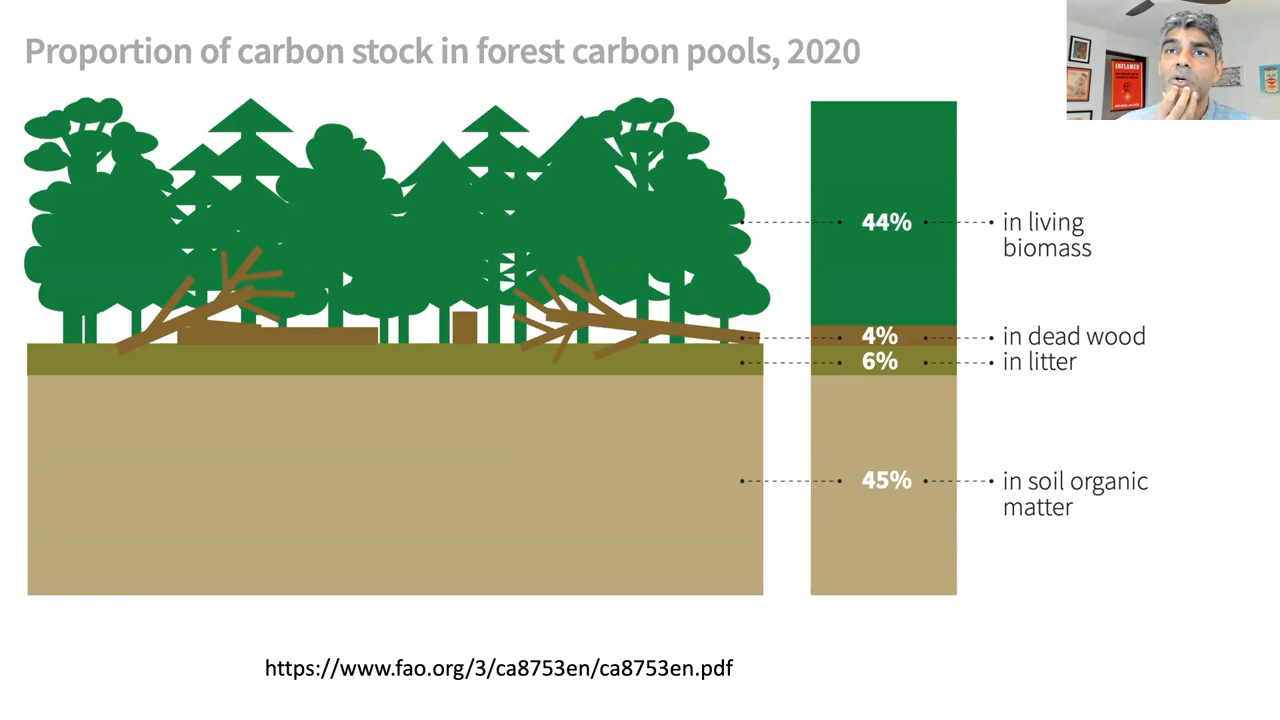 Proportion of carbon stock in forest carbon pools, 2020
INFLAMED
44%
in living
biomass
4%
in dead wood
6%
in litter
45%
in soil organic
matter
https://www.fao.org/3/ca8753en/ca8753en.pdf